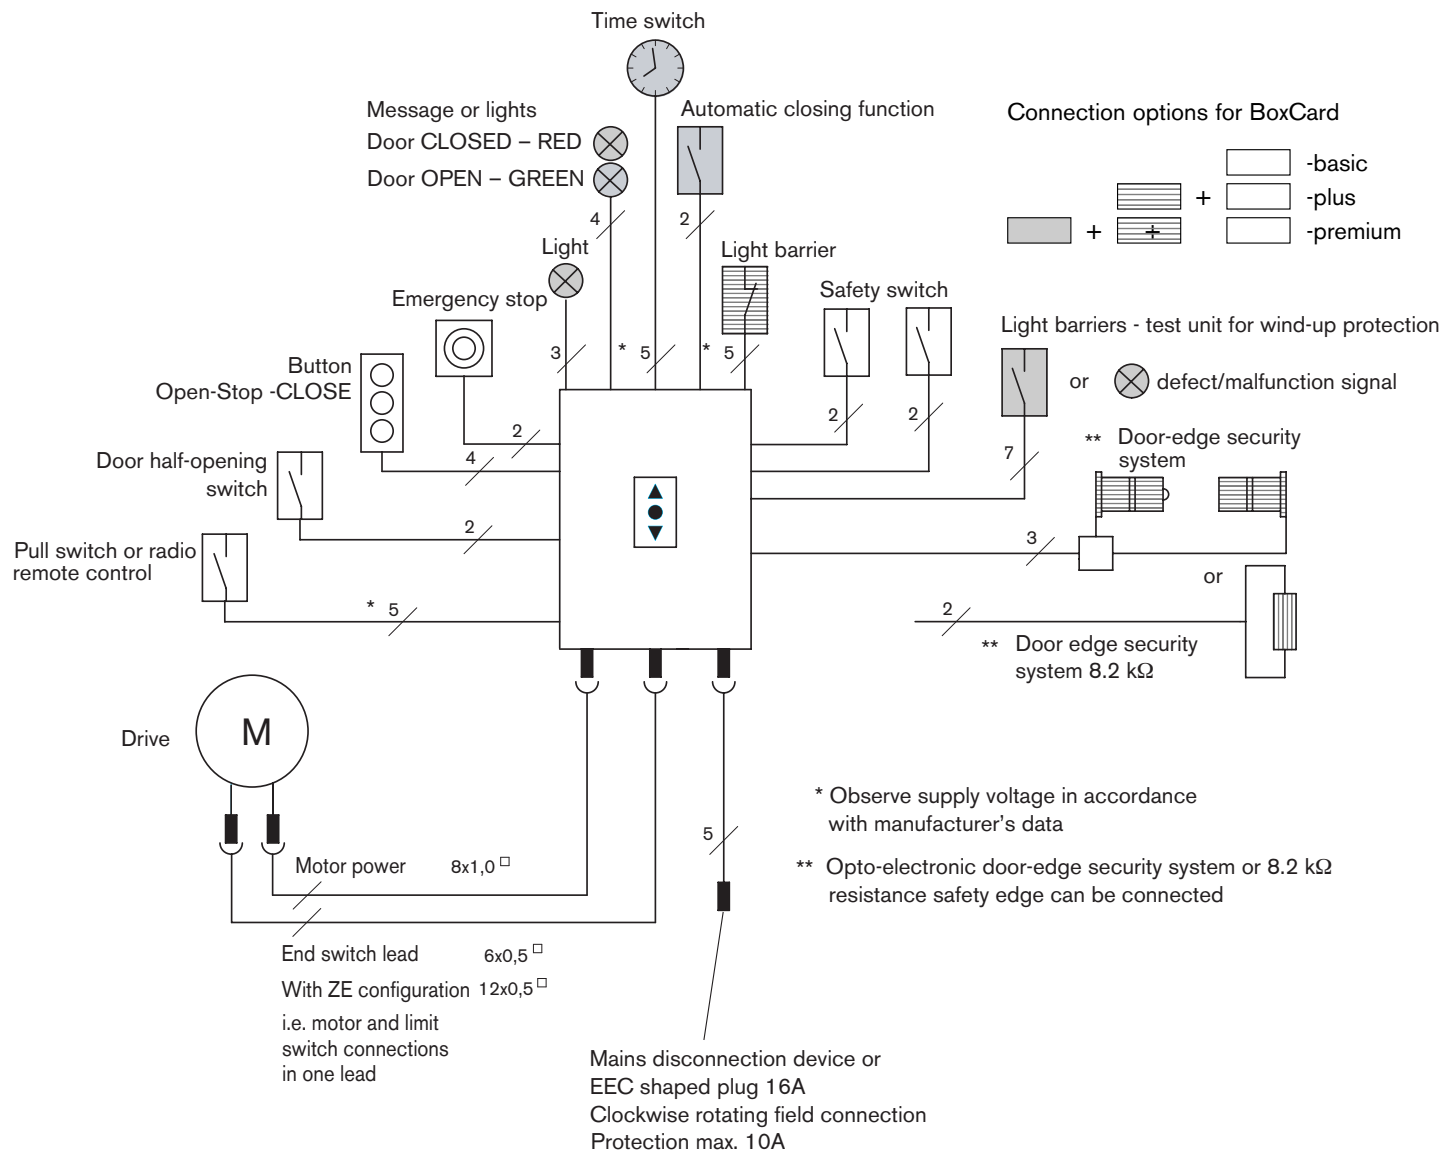 Time switch
Message or lights
Door CLOSED – RED
Door OPEN – GREEN
Automatic closing function
Connection options for BoxCard
-basic
+
-plus
+
+
-premium
4
2
Light
Light barrier
Emergency stop
Safety switch
Light barriers - test unit for wind-up protection
3
*
5
*
5
Button
Open-Stop -CLOSE
or
defect/malfunction signal
2
2
2
4
7
** Door-edge security
system
Door half-opening
switch
2
3
Pull switch or radio
remote control
or
* 5
2
** Door edge security
system 8.2 kΩ
Drive
M
* Observe supply voltage in accordance
with manufacturer's data
5
Motor power 8x1,0 □
** Opto-electronic door-edge security system or 8.2 kΩ
resistance safety edge can be connected
End switch lead 6x0,5 □
With ZE configuration 12x0,5 □
i.e. motor and limit
switch connections
in one lead
Mains disconnection device or
EEC shaped plug 16A
Clockwise rotating field connection
Protection max. 10A